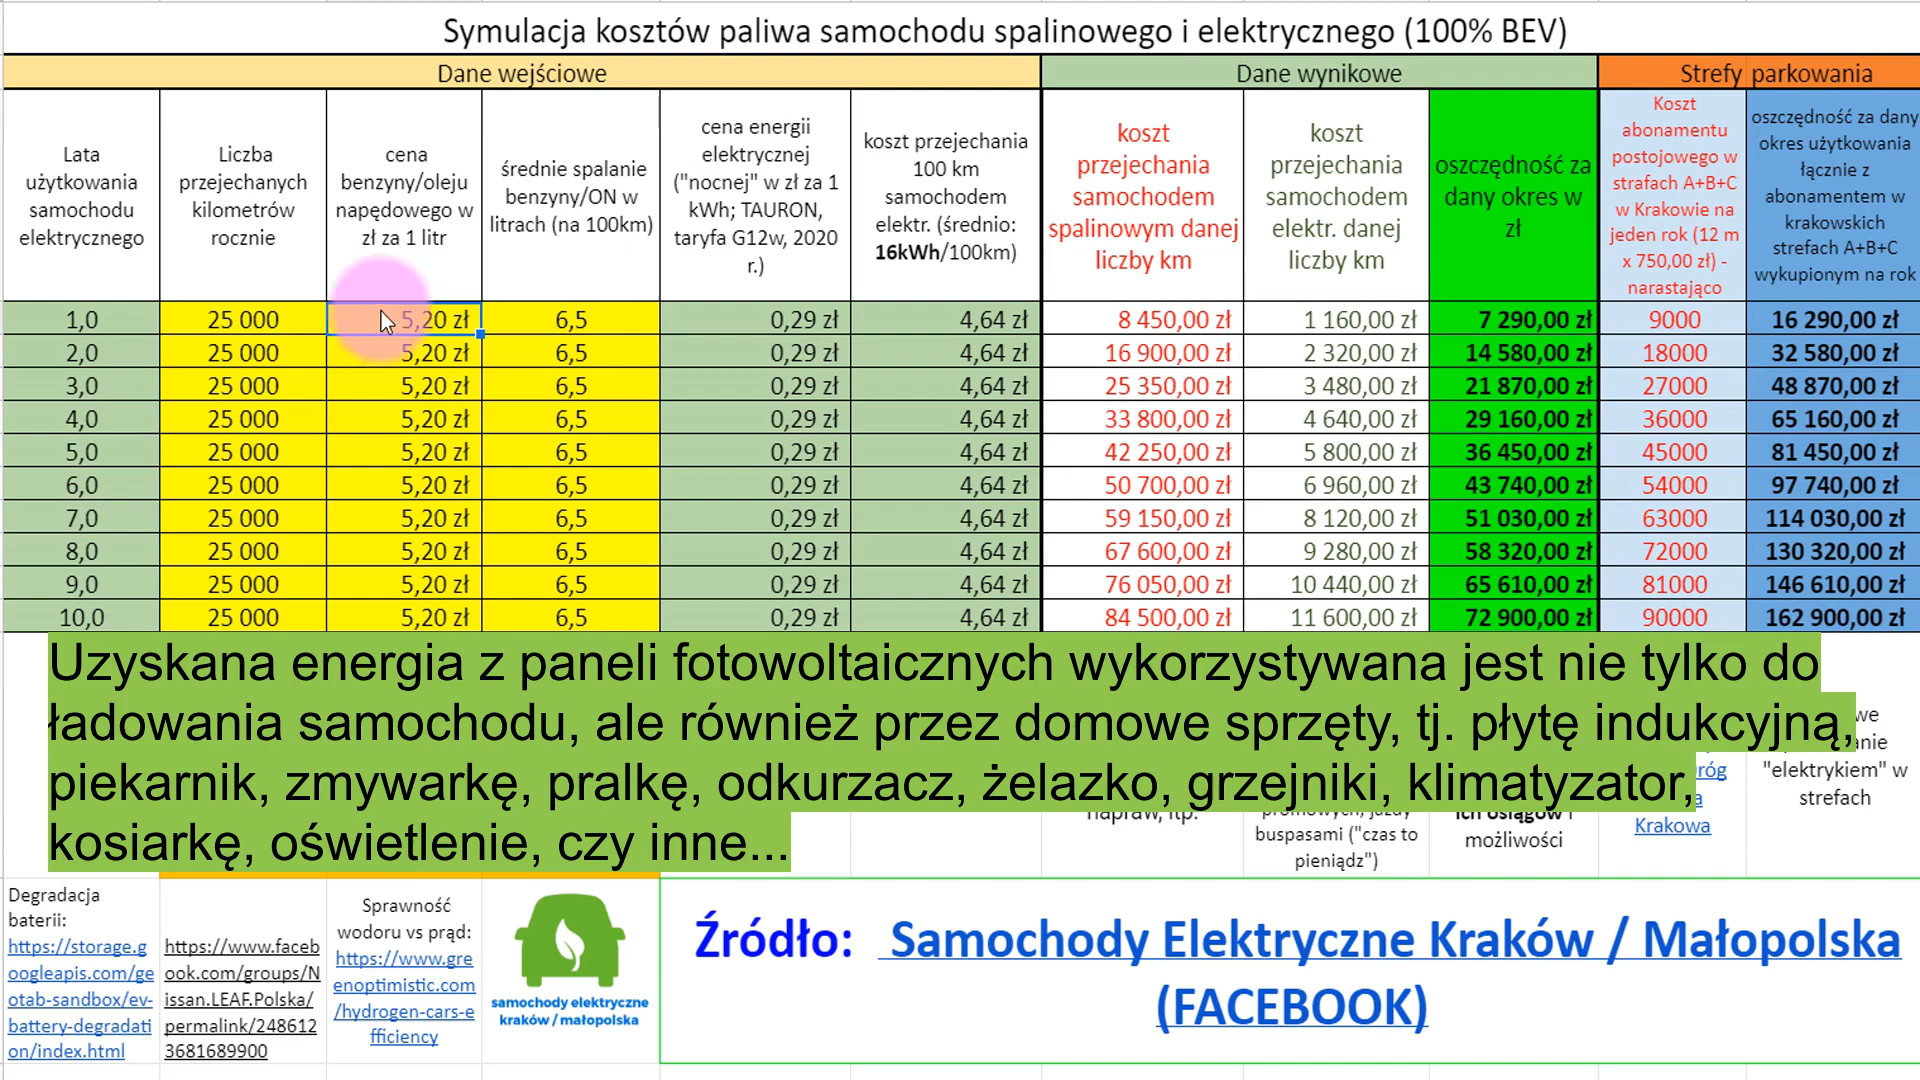 Symulacja kosztów paliwa samochodu spalinowego i elektrycznego (100% BEV)
Dane wejściowe
Dane wynikowe
Strefy parkowania
Lata
użytkowania
samochodu
elektrycznego
Liczba
przejechanych
kilometrów
rocznie
cena
benzyny/oleju
napędowego w
zł za 1 litr
średnie spalanie
benzyny/ON w
litrach (na 100km)
cena energii
elektrycznej
("nocnej" w zł za 1
kWh; TAURON,
taryfa G12w, 2020
r.)
koszt przejechania
100 km
samochodem
elektr. (średnio:
16kWh/100km)
koszt
przejechania
samochodem
spalinowym danej
liczby km
koszt
przejechania
samochodem
elektr. danej
liczby km
oszczędność za
dany okres w
zł
Koszt
abonamentu
postojowego w
strafach A+B+C
w Krakowie na
jeden rok (12 m
x 750,00 zł) -
narastająco
oszczędność za dany
okres użytkowania
łącznie z
abonamentem w
krakowskich
strefach A+B+C
wykupionym na rok
1,0 25 000 5,20 zł 6,5 0,29 zł 4,64 zł 8 450,00 zł 1 160,00 zł 7 290,00 zł 9000 16 290,00 zł
2,0 25 000 5,20 zł 6,5 0,29 zł 4,64 zł 16 900,00 zł 2 320,00 zł 14 580,00 zł 18000 32 580,00 zł
3,0 25 000 5,20 zł 6,5 0,29 zł 4,64 zł 25 350,00 zł 3 480,00 zł 21 870,00 zł 27000 48 870,00 zł
4,0 25 000 5,20 zł 6,5 0,29 zł 4,64 zł 33 800,00 zł 4 640,00 zł 29 160,00 zł 36000 65 160,00 zł
5,0 25 000 5,20 zł 6,5 0,29 zł 4,64 zł 42 250,00 zł 5 800,00 zł 36 450,00 zł 45000 81 450,00 zł
6,0 25 000 5,20 zł 6,5 0,29 zł 4,64 zł 50 700,00 zł 6 960,00 zł 43 740,00 zł 54000 97 740,00 zł
7,0 25 000 5,20 zł 6,5 0,29 zł 4,64 zł 59 150,00 zł 8 120,00 zł 51 030,00 zł 63000 114 030,00 zł
8,0 25 000 5,20 zł 6,5 0,29 zł 4,64 zł 67 600,00 zł 9 280,00 zł 58 320,00 zł 72000 130 320,00 zł
9,0 25 000 5,20 zł 6,5 0,29 zł 4,64 zł 76 050,00 zł 10 440,00 zł 65 610,00 zł 81000 146 610,00 zł
10,0 25 000 5,20 zł 6,5 0,29 zł 4,64 zł 84 500,00 zł 11 600,00 zł 72 900,00 zł 90000 162 900,00 zł
Uzyskana energia z paneli fotowoltaicznych wykorzystywana jest nie tylko do
ładowania samochodu, ale również przez domowe sprzęty, tj. płytę indukcyjną,
piekarnik, zmywarkę, pralkę, odkurzacz, żelazko, grzejniki, klimatyzator,
kosiarkę, oświetlenie, czy inne...
napraw, itp.
buspasami ("czas to
pieniądz")
ich osiągów i
możliwości
Krakowa
"elektrykiem" w
strefach
Degradacja
baterii:
https://storage.g
oogleapis.com/ge
otab-sandbox/ev-
battery-degradati
on/index.html
https://www.faceb
ook.com/groups/N
issan.LEAF.Polska/
permalink/248612
3681689900
Sprawność
wodoru vs prąd:
https://www.gre
enoptimistic.com
/hydrogen-cars-e
fficiency
samochody elektryczne
kraków / małopolska
Źródło: Samochody Elektryczne Kraków / Małopolska
(FACEBOOK)